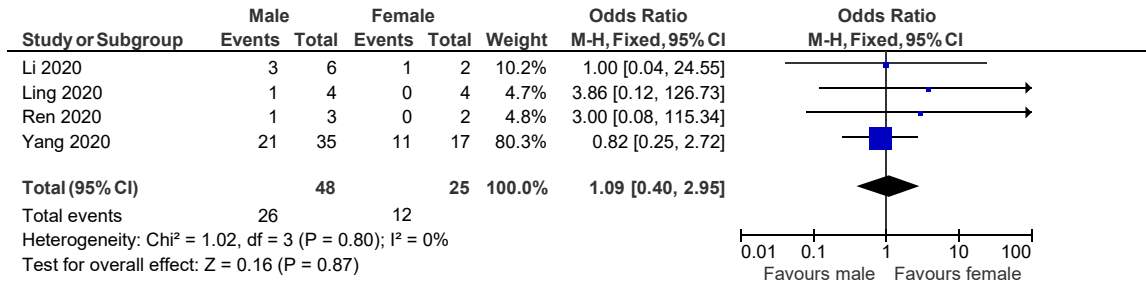 Male Female Odds Ratio Odds Ratio
Study or Subgroup Events Total Events Total Weight M-H, Fixed, 95% CI M-H, Fixed, 95% CI
Li 2020 3 6 1 2 10.2% 1.00 [0.04, 24.55]
Ling 2020 1 4 0 4 4.7% 3.86 [0.12, 126.73]
Ren 2020 1 3 0 2 4.8% 3.00 [0.08, 115.34]
Yang 2020 21 35 11 17 80.3% 0.82 [0.25, 2.72]
Total (95% CI) 48 25 100.0% 1.09 [0.40, 2.95]
Total events 26 12
Heterogeneity: Chi² = 1.02, df = 3 (P = 0.80); I² = 0%
Test for overall effect: Z = 0.16 (P = 0.87)
0.01 0.1 1 10 100
Favours male Favours female